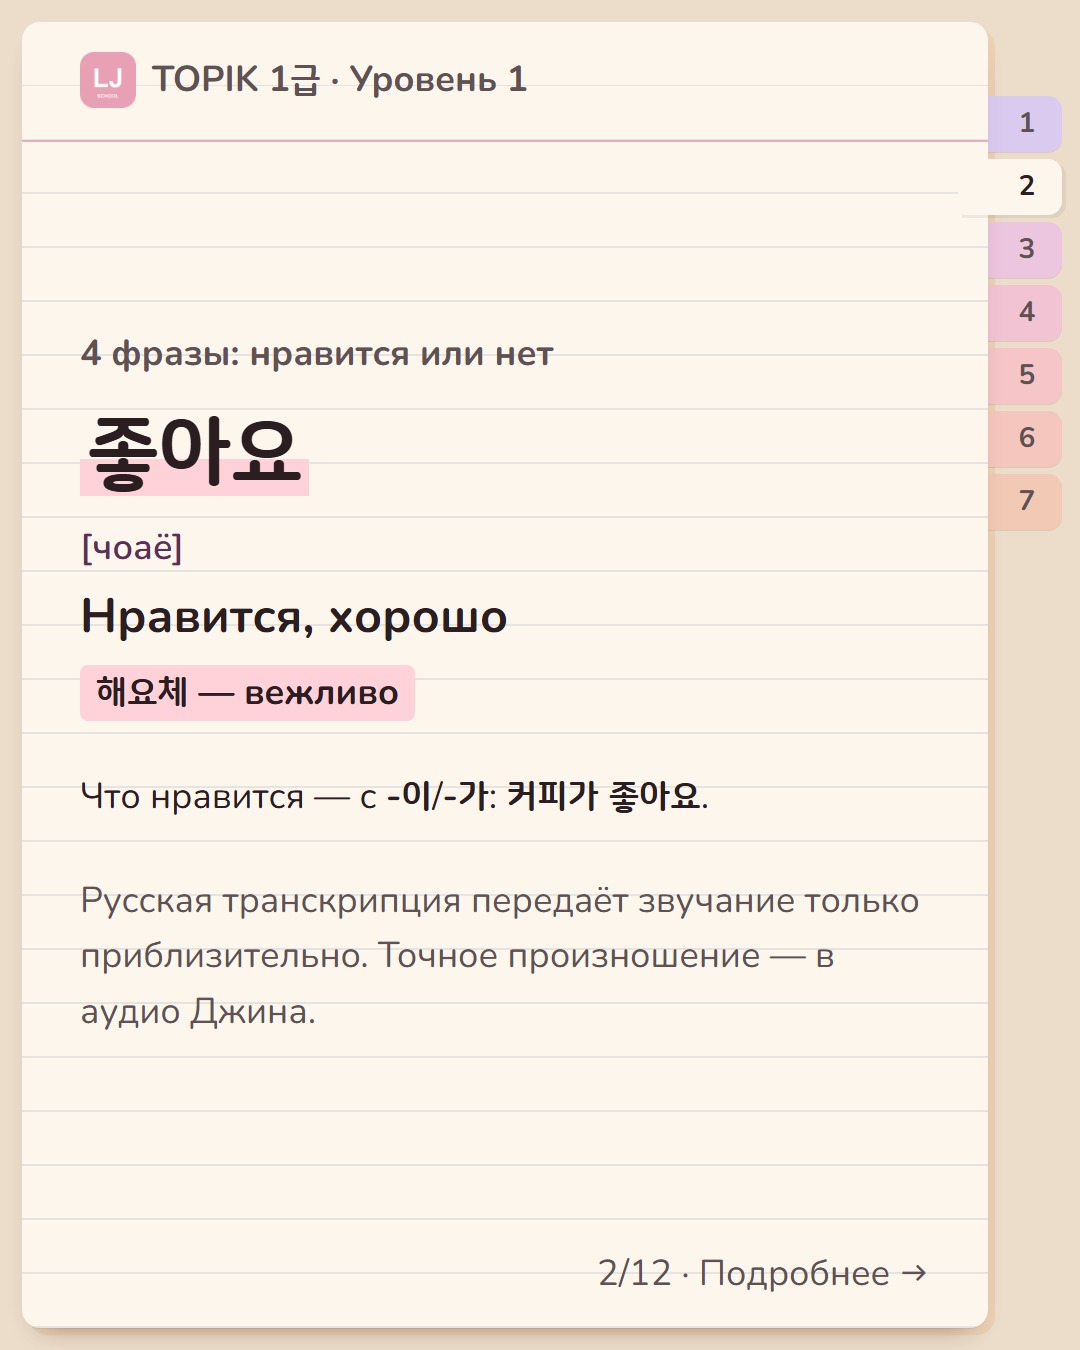 LJ
SCHOOL
TOPIK 1급 · Уровень 1
1
2
3
4
5
6
7
4 фразы: нравится или нет
좋아요
[чоаё]
Нравится, хорошо
해요체 — вежливо
Что нравится — с -이/-가: 커피가 좋아요.
Русская транскрипция передаёт звучание только
приблизительно. Точное произношение — в
аудио Джина.
2/12 · Подробнее →